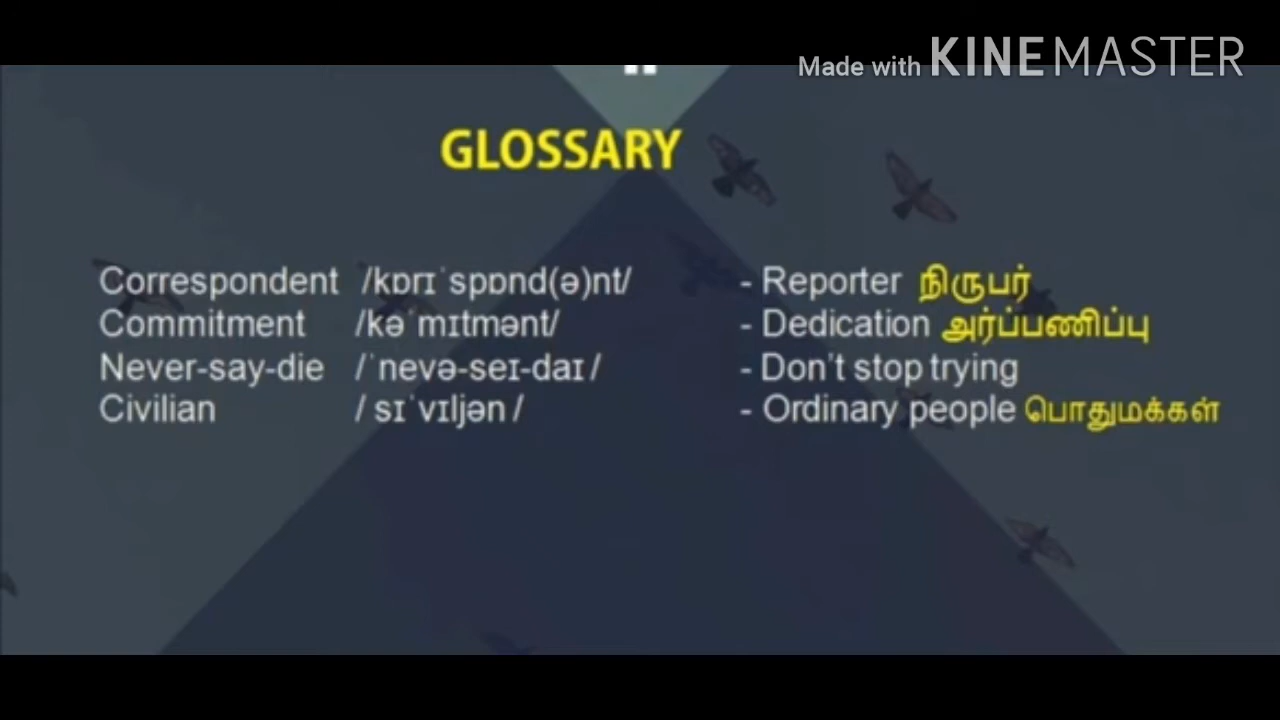 Made with KINEMASTER
GLOSSARY
Correspondent /kɒrɪˈspɒnd(ə)nt/ - Reporter நிருபர்
Commitment /kəˈmɪtmənt/ - Dedication அர்ப்பணிப்பு
Never-say-die /ˈnevə-seɪ-daɪ / - Don't stop trying
Civilian / sɪˈvɪljən / - Ordinary people பொதுமக்கள்